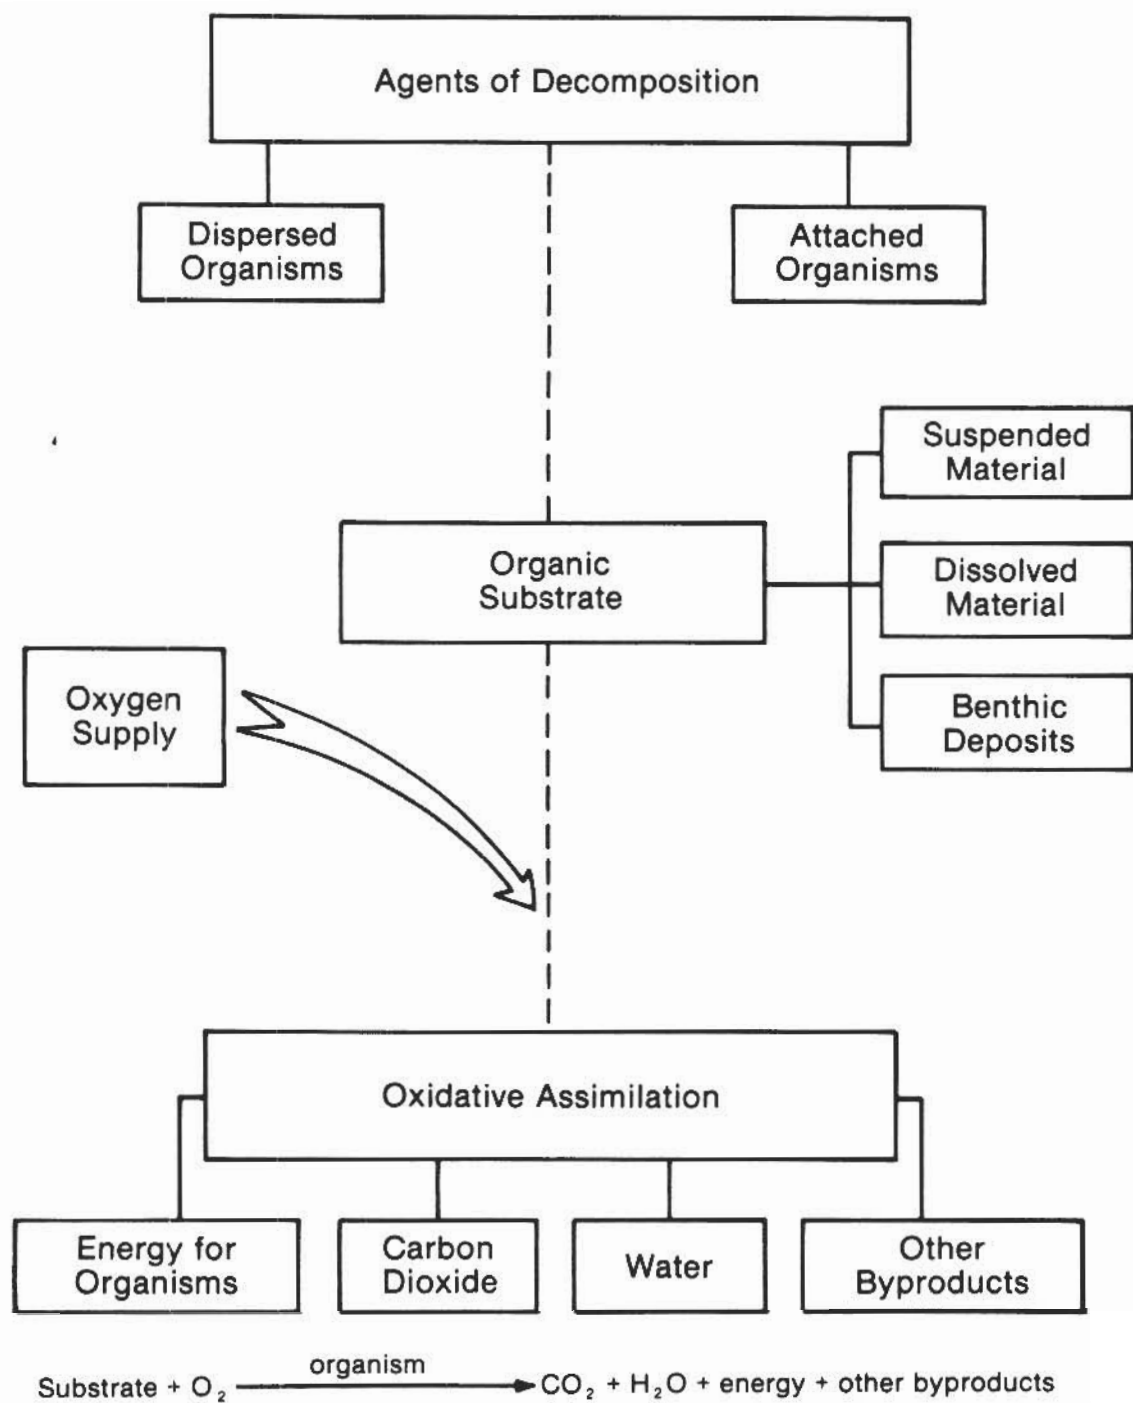 Agents of Decomposition
Dispersed
Organisms
Attached
Organisms
Suspended
Material
Organic
Substrate
Dissolved
Material
Oxygen
Supply
Benthic
Deposits
Oxidative Assimilation
Energy for
Organisms
Carbon
Dioxide
Water
Other
Byproducts
organism
Substrate + O₂ ⟶ CO₂ + H₂O + energy + other byproducts